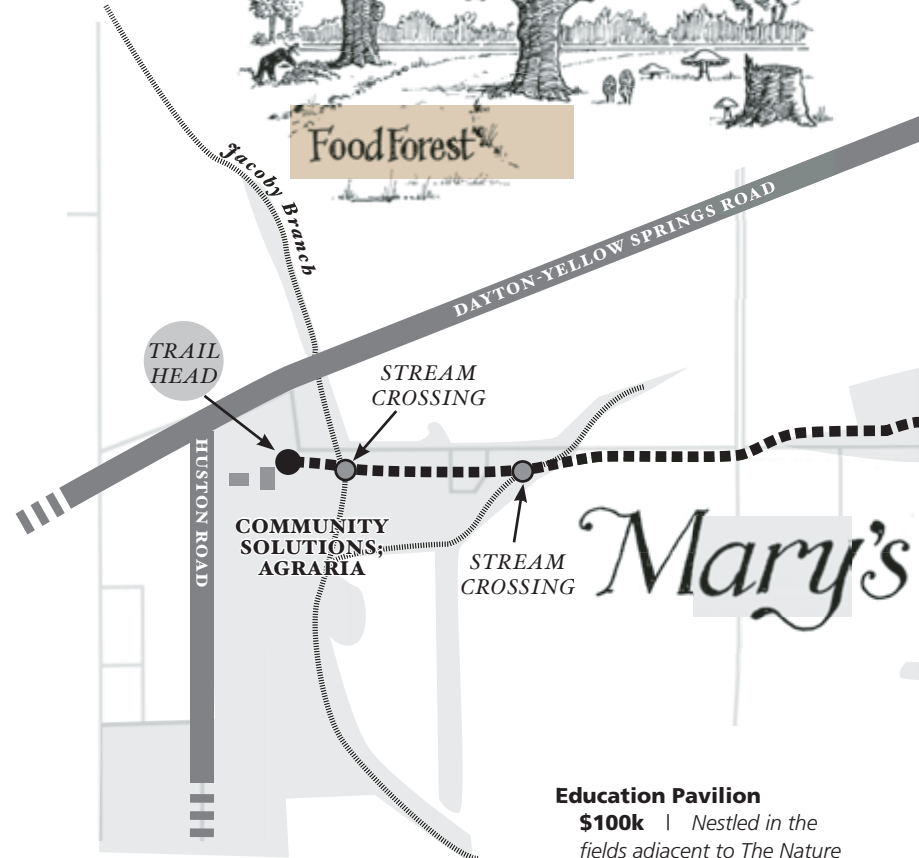 Food Forest
Jacoby Branch
DAYTON-YELLOW SPRINGS ROAD
TRAIL
HEAD
STREAM
CROSSING
HUSTON ROAD
COMMUNITY
SOLUTIONS;
AGRARIA
STREAM
CROSSING
Mary's
Education Pavilion
$100k | Nestled in the
fields adjacent to The Nature